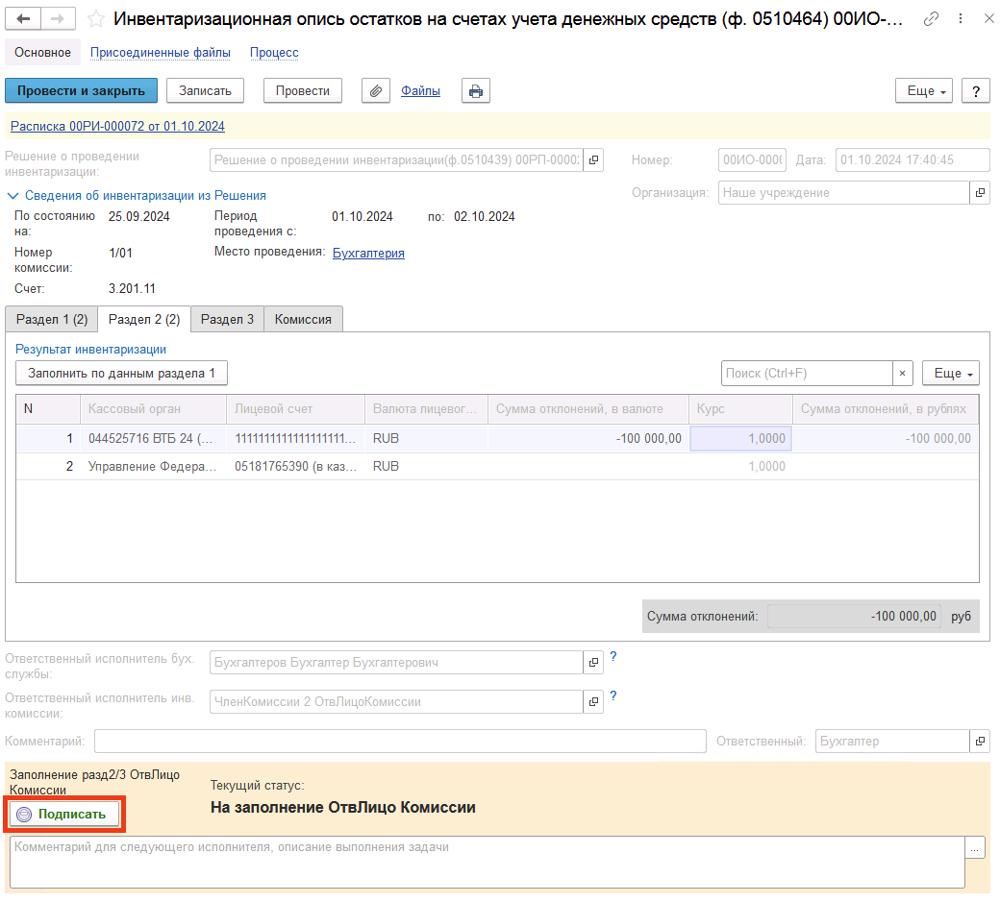 Инвентаризационная опись остатков на счетах учета денежных средств (ф. 0510464) 00ИО-...
Основное Присоединенные файлы Процесс
Провести и закрыть Записать Провести Файлы Еще ?
Расписка 00РИ-000072 от 01.10.2024
Решение о проведении инвентаризации: Решение о проведении инвентаризации(ф.0510439) 00РП-0000 Номер: 00ИО-000 Дата: 01.10.2024 17:40:45
Организация: Наше учреждение
Сведения об инвентаризации из Решения
По состоянию на: 25.09.2024 Период проведения с: 01.10.2024 по: 02.10.2024
Номер комиссии: 1/01 Место проведения: Бухгалтерия
Счет: 3.201.11
Раздел 1 (2) Раздел 2 (2) Раздел 3 Комиссия
Результат инвентаризации
Заполнить по данным раздела 1 Поиск (Ctrl+F) × Еще
N Кассовый орган Лицевой счет Валюта лицевог... Сумма отклонений, в валюте Курс Сумма отклонений, в рублях
1 044525716 ВТБ 24 (... 11111111111111111111... RUB -100 000,00 1,0000 -100 000,00
2 Управление Федера... 05181765390 (в каз... RUB 1,0000
Сумма отклонений: -100 000,00 руб
Ответственный исполнитель бух. службы: Бухгалтеров Бухгалтер Бухгалтерович ?
Ответственный исполнитель инв. комиссии: ЧленКомиссии 2 ОтвЛицоКомиссии ?
Комментарий: Ответственный: Бухгалтер
Заполнение разд2/3 ОтвЛицо Комиссии
Текущий статус:
На заполнение ОтвЛицо Комиссии
Подписать
Комментарий для следующего исполнителя, описание выполнения задачи ...